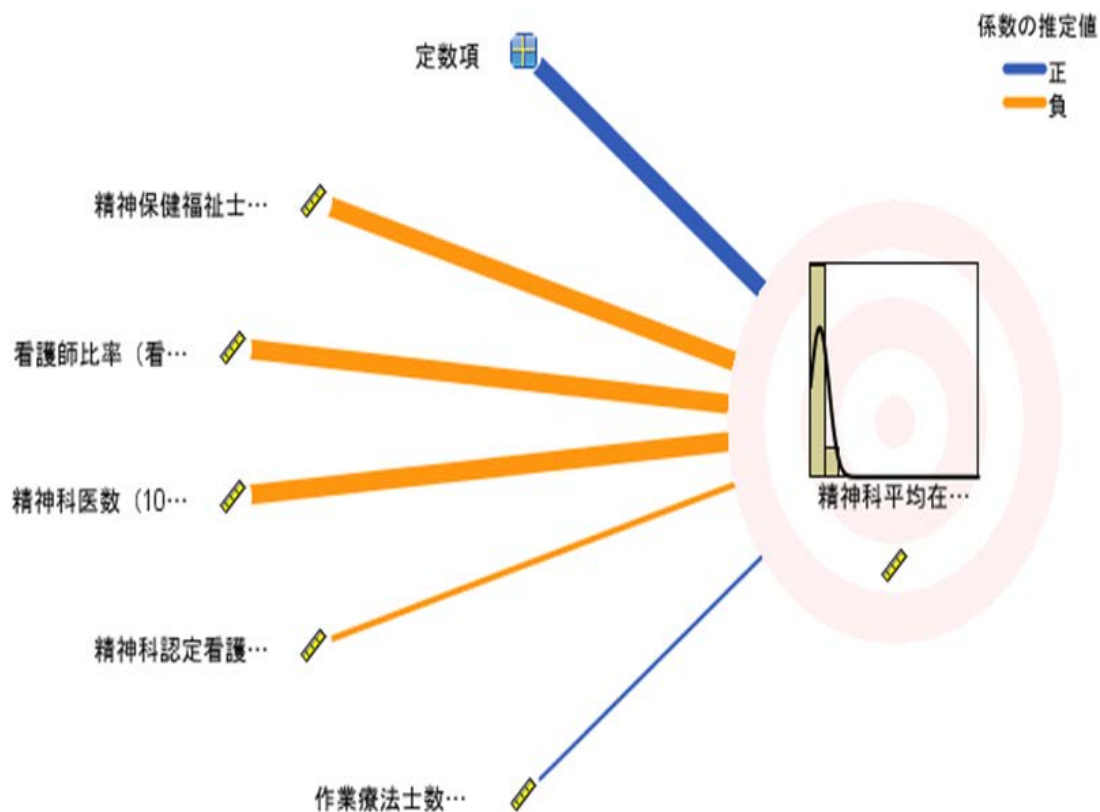 係数の推定値
正
負
定数項
精神保健福祉士…
看護師比率（看…
精神科医数（10…
精神科認定看護…
作業療法士数…
精神科平均在…